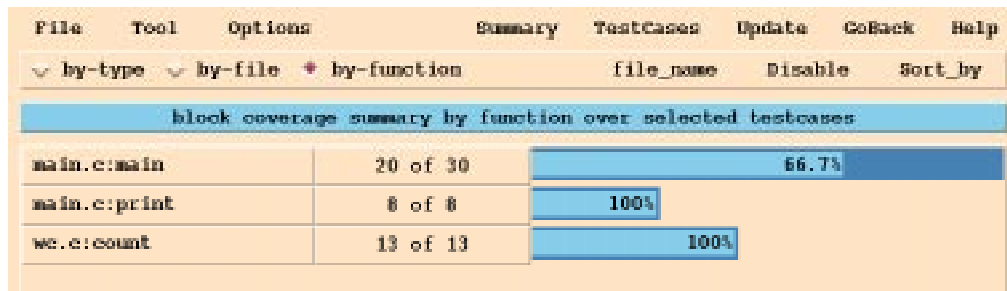 File Tool Options Summary TestCases Update GoBack Help
by-type by-file by-function file_name Disable Sort_by
block coverage summary by function over selected testcases
main.c:main 20 of 30 66.7%
main.c:print 8 of 8 100%
wc.c:count 13 of 13 100%